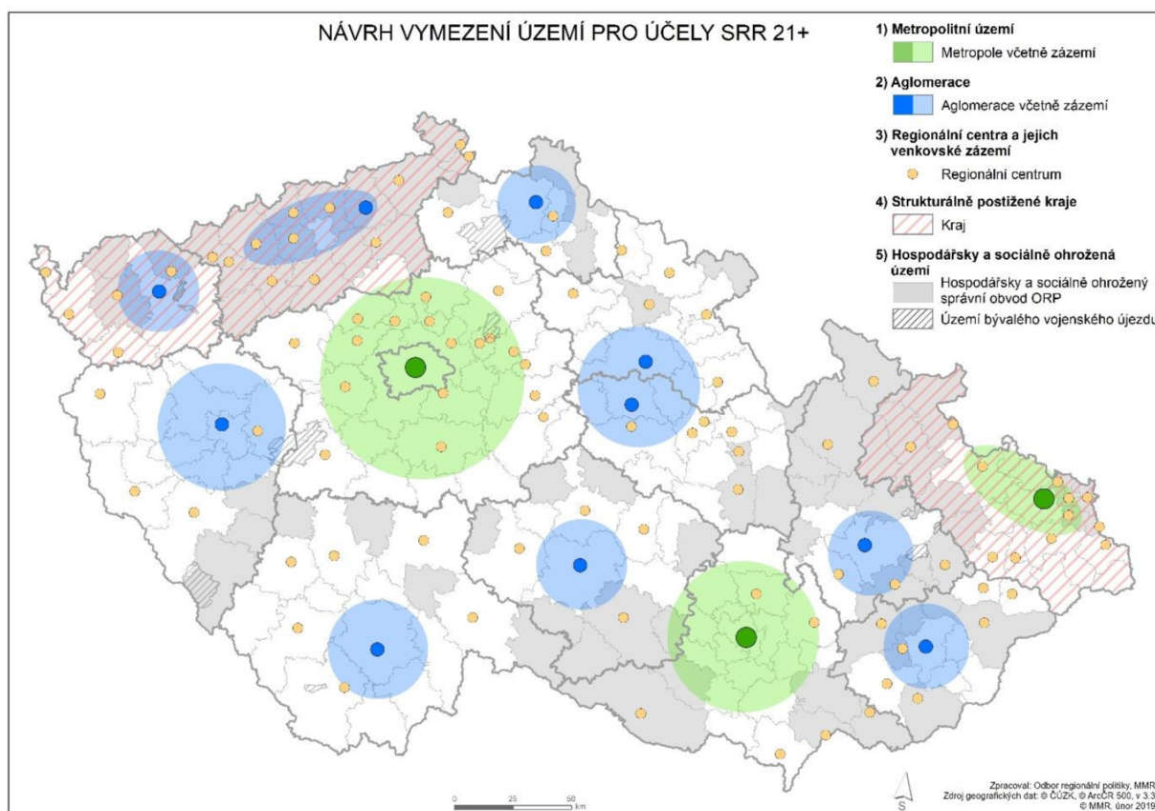 NÁVRH VYMEZENÍ ÚZEMÍ PRO ÚČELY SRR 21+
1) Metropolitní území
Metropole včetně zázemí
2) Aglomerace
Aglomerace včetně zázemí
3) Regionální centra a jejich
venkovské zázemí
Regionální centrum
4) Strukturálně postižené kraje
Kraj
5) Hospodářsky a sociálně ohrožená
území
Hospodářsky a sociálně ohrožený
správní obvod ORP
Území bývalého vojenského újezdu
0 25 50
km
S
Zpracoval: Odbor regionální politiky, MMR
Zdroj geografických dat: © ČÚZK, © ArcČR 500, v 3.3
© MMR, únor 2019